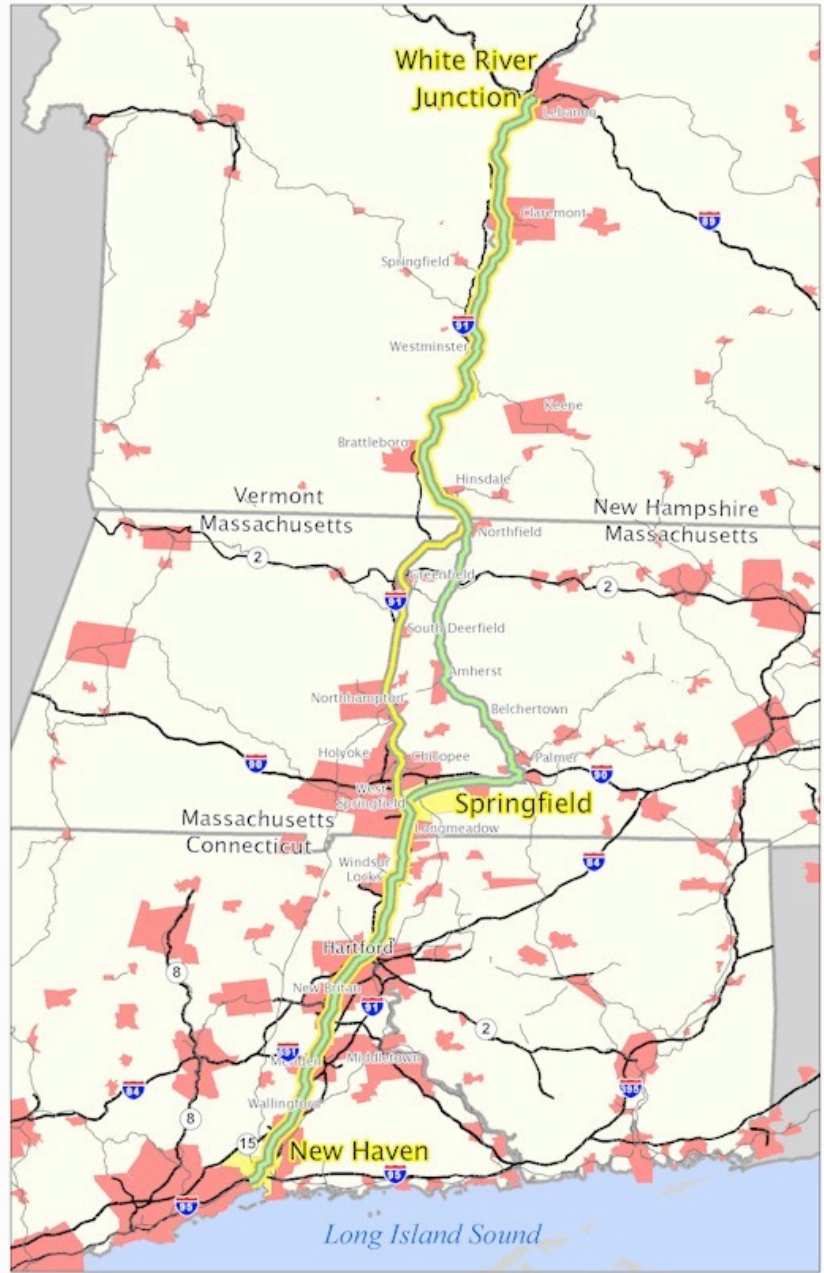 White River
Junction
Lebanon
Claremont
89
Springfield
91
Westminster
Keene
Brattleboro
Hinsdale
Vermont
Massachusetts
New Hampshire
Massachusetts
Northfield
2
Greenfield
2
91
South Deerfield
Amherst
Northhampton
Belchertown
Holyoke
Chicopee
Palmer
90
90
West
Springfield
Springfield
Massachusetts
Connecticut
Longmeadow
Windsor
Locks
84
Hartford
8
New Britan
91
2
691
Meriden
Middletown
84
395
Wallingford
8
15
New Haven
95
95
Long Island Sound